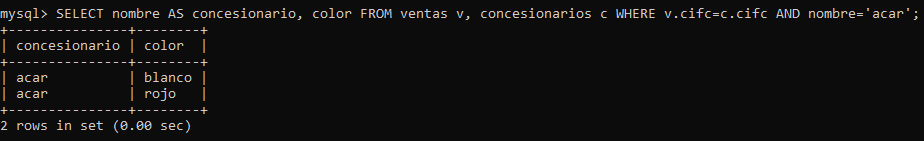 mysql> SELECT nombre AS concesionario, color FROM ventas v, concesionarios c WHERE v.cifc=c.cifc AND nombre='acar';
+---------------+--------+
| concesionario | color  |
+---------------+--------+
| acar          | blanco |
| acar          | rojo   |
+---------------+--------+
2 rows in set (0.00 sec)